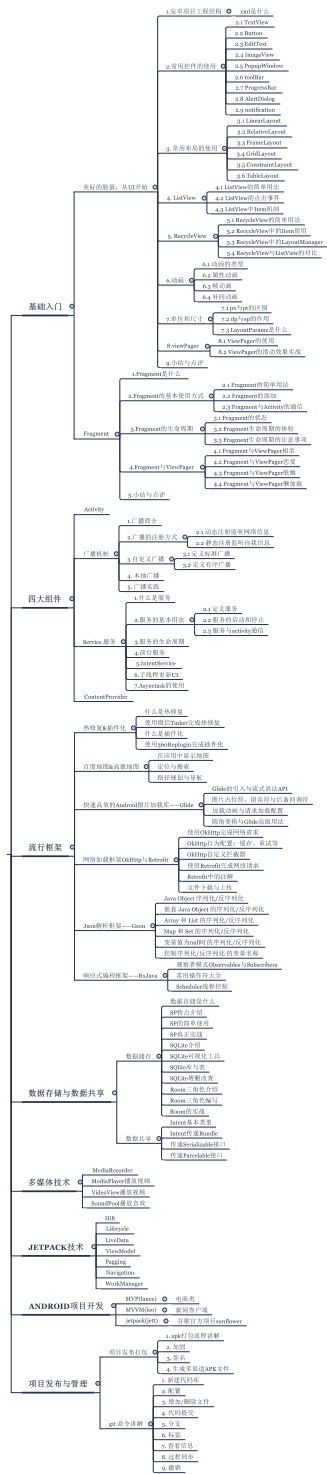 基础入门
美好的脸蛋，从UI开始
1.安卓项目工程结构
xml是什么
2.常用控件的使用
2.1 TextView
2.2 Button
2.3 EditText
2.4 ImageView
2.5 PopupWindow
2.6 toolBar
2.7 ProgressBar
2.8 AlertDialog
2.9 notification
3. 常用布局的使用
3.1 LinearLayout
3.2 RelativeLayout
3.3 FrameLayout
3.4 GridLayout
3.5 ConstraintLayout
3.6 TableLayout
4. ListView
4.1 ListView的简单用法
4.2 ListView的点击事件
4.3 ListView中Item机制
5. RecycleView
5.1 RecycleView的简单用法
5.2 RecycleView中的Item使用
5.3 RecycleView中的LayoutManager
5.4 RecycleView与ListView的对比
6.动画
6.1 动画的类型
6.2 属性动画
6.3 帧动画
6.4 补间动画
7.单位和尺寸
7.1 px与pt的区别
7.2 dp与sp的作用
7.3 LayoutParams是什么
8.viewPager
8.1 ViewPager的使用
8.2 ViewPager的滑动效果实战
9.小结与点评
Fragment
1.Fragment是什么
2.Fragment的基本使用方式
2.1 Fragment的简单用法
2.2 Fragment的添加
2.3 Fragment与Activity的通信
3.Fragment的生命周期
3.1 Fragment的状态
3.2 Fragment生命周期的体验
3.3 Fragment生命周期的注意事项
4.Fragment与ViewPager
4.1 Fragment与ViewPager相亲
4.2 Fragment与ViewPager恋爱
4.3 Fragment与ViewPager联姻
4.4 Fragment与ViewPager懒加载
5.小结与点评
四大组件
Activity
广播机制
1.广播简介
2.广播的注册方式
2.1 动态注册监听网络信息
2.2 静态注册监听自我信息
3.自定义广播
3.1 定义标准广播
3.2 定义有序广播
4. 本地广播
5. 广播实践
Service 服务
1.什么是服务
2.服务的基本用法
2.1 定义服务
2.2 服务的启动和停止
2.3 服务与activity通信
3.服务的生命周期
4.前台服务
5.IntentService
6.子线程更新UI
7.Asynctask的使用
ContentProvider
流行框架
热修复&插件化
什么是热修复
使用微信Tinker完成热修复
什么是插件化
使用360Replugin完成插件化
百度地图&高德地图
在应用中显示地图
定位与搜索
路径规划与导航
快速高效的Android图片加载库——Glide
Glide的引入与流式语法API
图片占位符、错误符与后备回调符
加载动画与请求加载配置
圆角变换与Glide高级用法
网络加载框架OkHttp与Retrofit
使用OkHttp完成网络请求
OkHttp行为配置：缓存、重试等
OkHttp自定义拦截器
使用Retrofit完成网络请求
Retrofit中的注解
文件下载与上传
Json解析框架——Gson
Java Object 的序列化/反序列化
嵌套 Java Object 的序列化/反序列化
Array 和 List 的序列化/反序列化
Map 和 Set 的序列化/反序列化
变量值为null时的序列化/反序列化
控制序列化/反序列化 的变量名称
响应式编程框架——RxJava
观察者模式Observables与Subscribers
常用操作符大全
Scheduler线程控制
数据存储与数据共享
数据储存
数据存储是什么
SP特点介绍
SP的简单使用
SP真正实战
SQLite介绍
SQLite可视化工具
SQlite库与表
SQLite增删改查
Room三角色介绍
Room三角色编写
Room的实战
数据共享
Intent基本类型
Intent传递Bundle
传递Serializable接口
传递Parcelable接口
多媒体技术
MediaRecorder
MediaPlayer播放视频
VideoView播放视频
SoundPool播放音效
JETPACK技术
Hilt
Lifecycle
LiveData
ViewModel
Pagging
Navigation
WorkManager
ANDROID项目开发
MVP(lance)
电商类
MVVM(leo)
新闻客户端
jetpack(jett)
谷歌官方项目sunflower
项目发布与管理
项目发布打包
1.apk打包流程讲解
2. 加固
3. 签名
4. 生成多渠道APK文件
git 命令讲解
1. 新建代码库
2. 配置
3. 增加/删除文件
4. 代码提交
5. 分支
6. 标签
7. 查看信息
8. 远程同步
9. 撤销